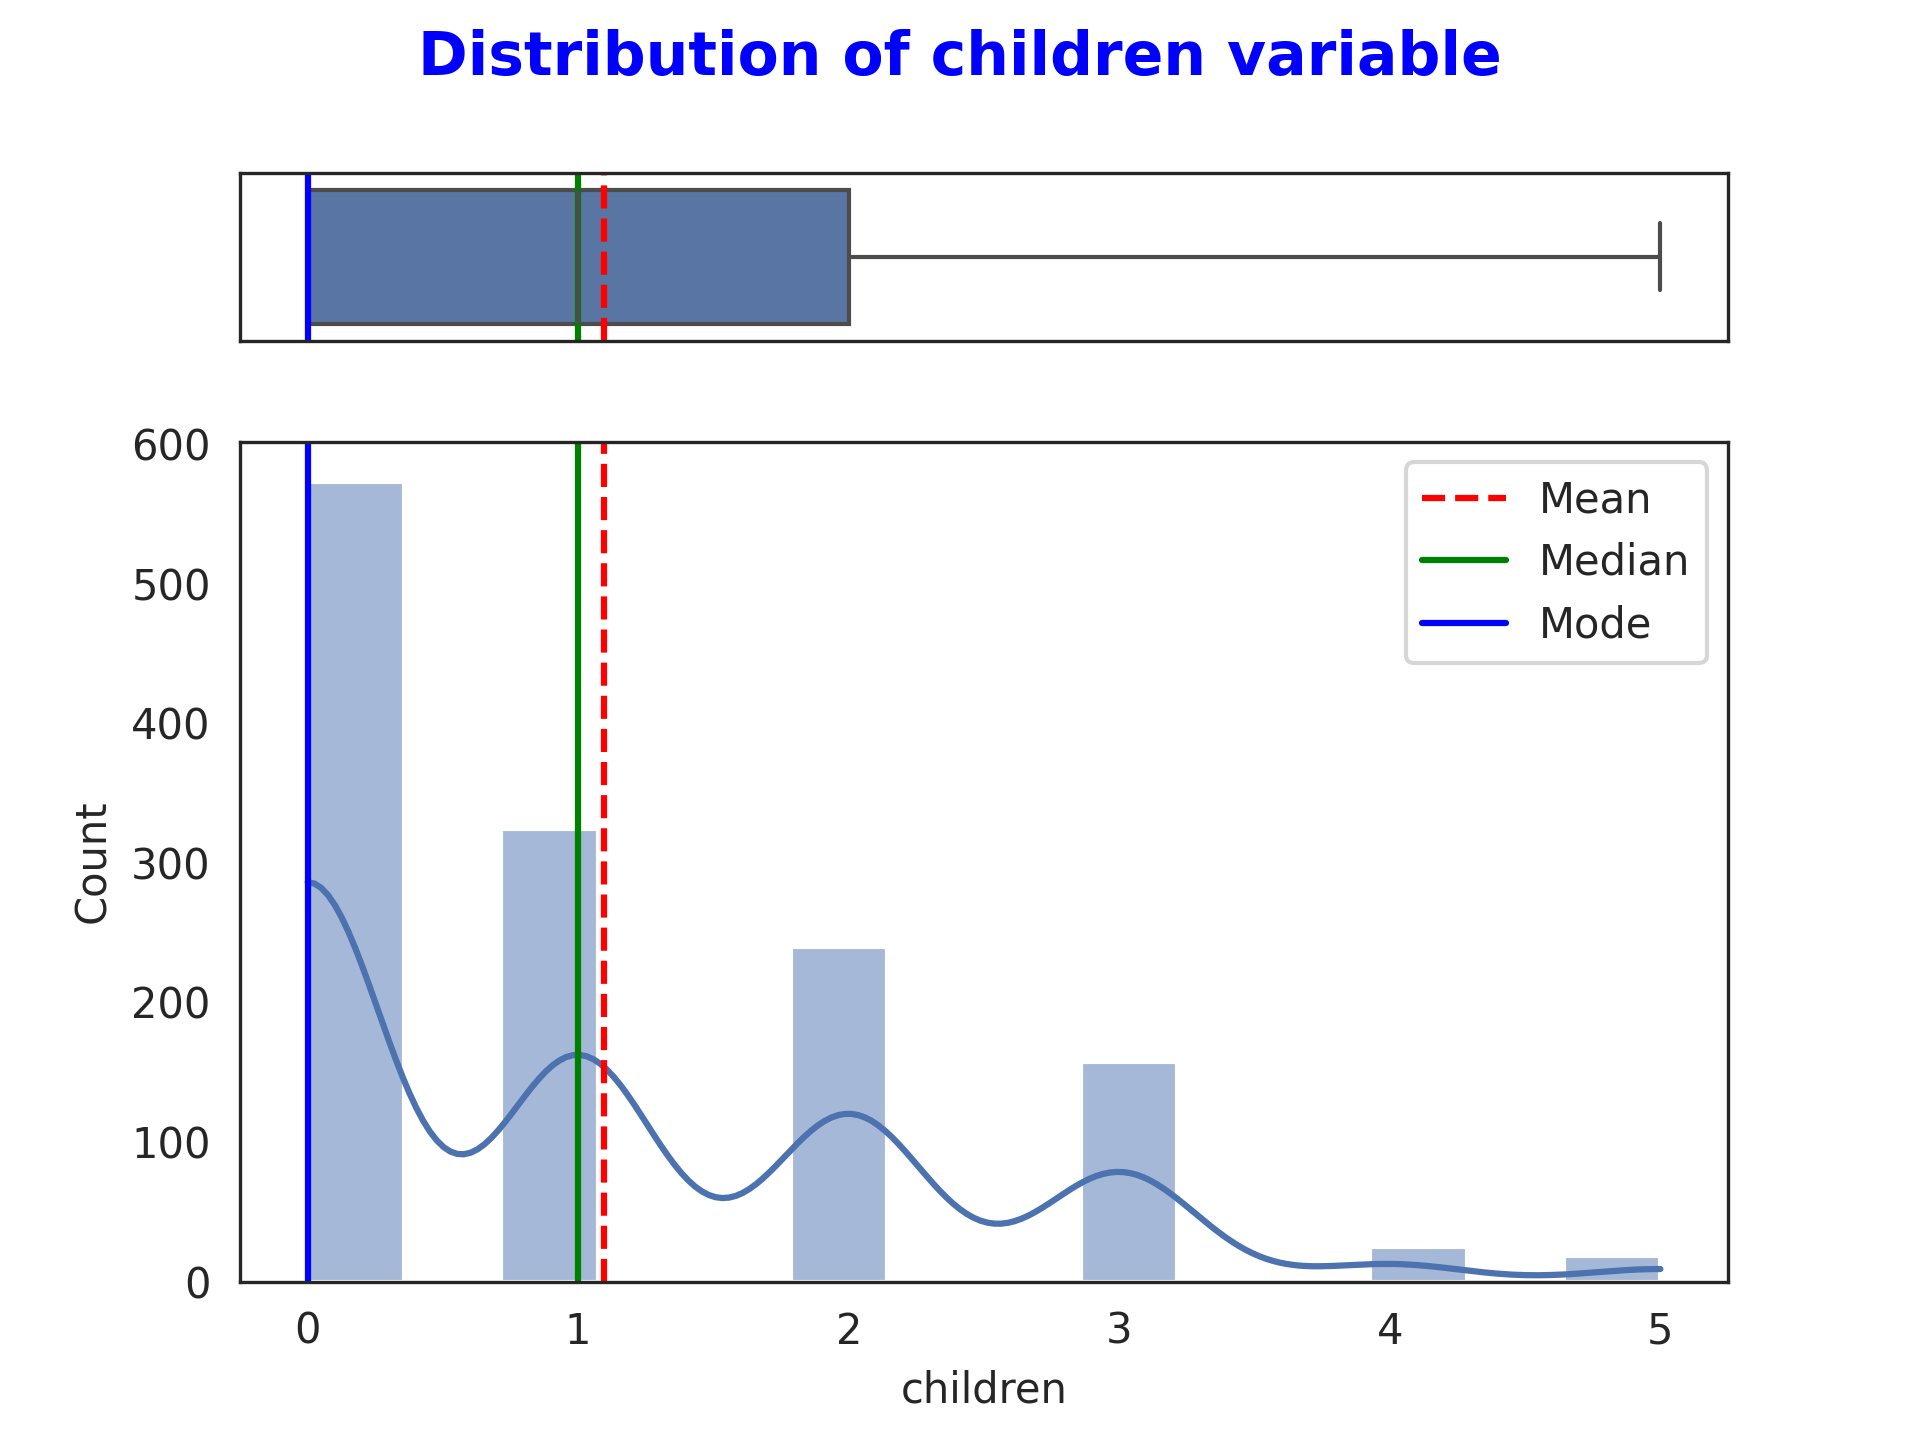 Distribution of children variable
600
500
400
300
200
100
0
Count
Mean
Median
Mode
0 1 2 3 4 5
children